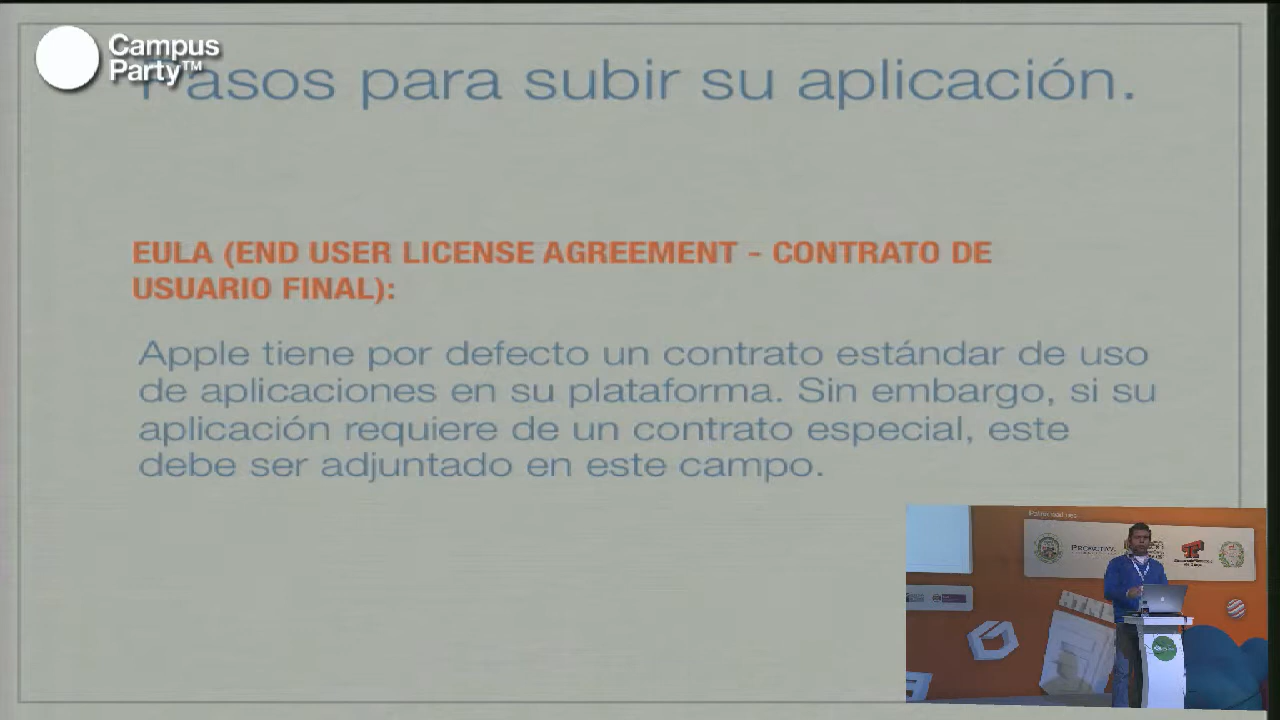 Campus
Party™
Pasos para subir su aplicación.
EULA (END USER LICENSE AGREEMENT – CONTRATO DE
USUARIO FINAL):
Apple tiene por defecto un contrato estándar de uso
de aplicaciones en su plataforma. Sin embargo, si su
aplicación requiere de un contrato especial, este
debe ser adjuntado en este campo.